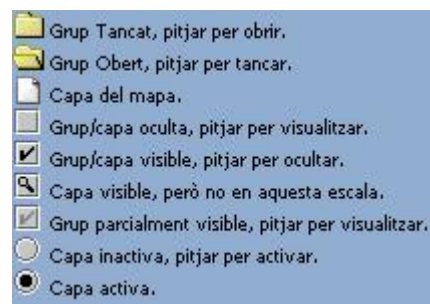 Grup Tancat, pitjar per obrir.
Grup Obert, pitjar per tancar.
Capa del mapa.
Grup/capa oculta, pitjar per visualitzar.
Grup/capa visible, pitjar per ocultar.
Capa visible, però no en aquesta escala.
Grup parcialment visible, pitjar per visualitzar.
Capa inactiva, pitjar per activar.
Capa activa.